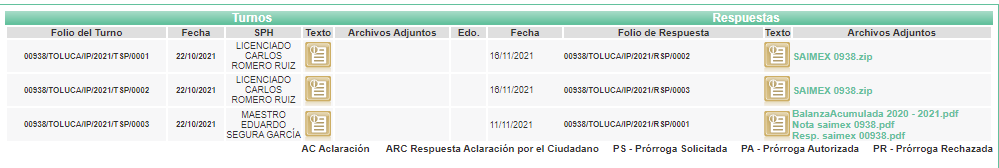 Turnos Respuestas
Folio del Turno Fecha SPH Texto Archivos Adjuntos Edo. Fecha Folio de Respuesta Texto Archivos Adjuntos
00938/TOLUCA/IP/2021/TSP/0001 22/10/2021 LICENCIADO CARLOS ROMERO RUIZ 16/11/2021 00938/TOLUCA/IP/2021/RSP/0002 SAIMEX 0938.zip
00938/TOLUCA/IP/2021/TSP/0002 22/10/2021 LICENCIADO CARLOS ROMERO RUIZ 16/11/2021 00938/TOLUCA/IP/2021/RSP/0003 SAIMEX 0938.zip
00938/TOLUCA/IP/2021/TSP/0003 22/10/2021 MAESTRO EDUARDO SEGURA GARCÍA 11/11/2021 00938/TOLUCA/IP/2021/RSP/0001 BalanzaAcumulada 2020 - 2021.pdf
Nota saimex 0938.pdf
Resp. saimex 00938.pdf
AC Aclaración ARC Respuesta Aclaración por el Ciudadano PS - Prórroga Solicitada PA - Prórroga Autorizada PR - Prórroga Rechazada